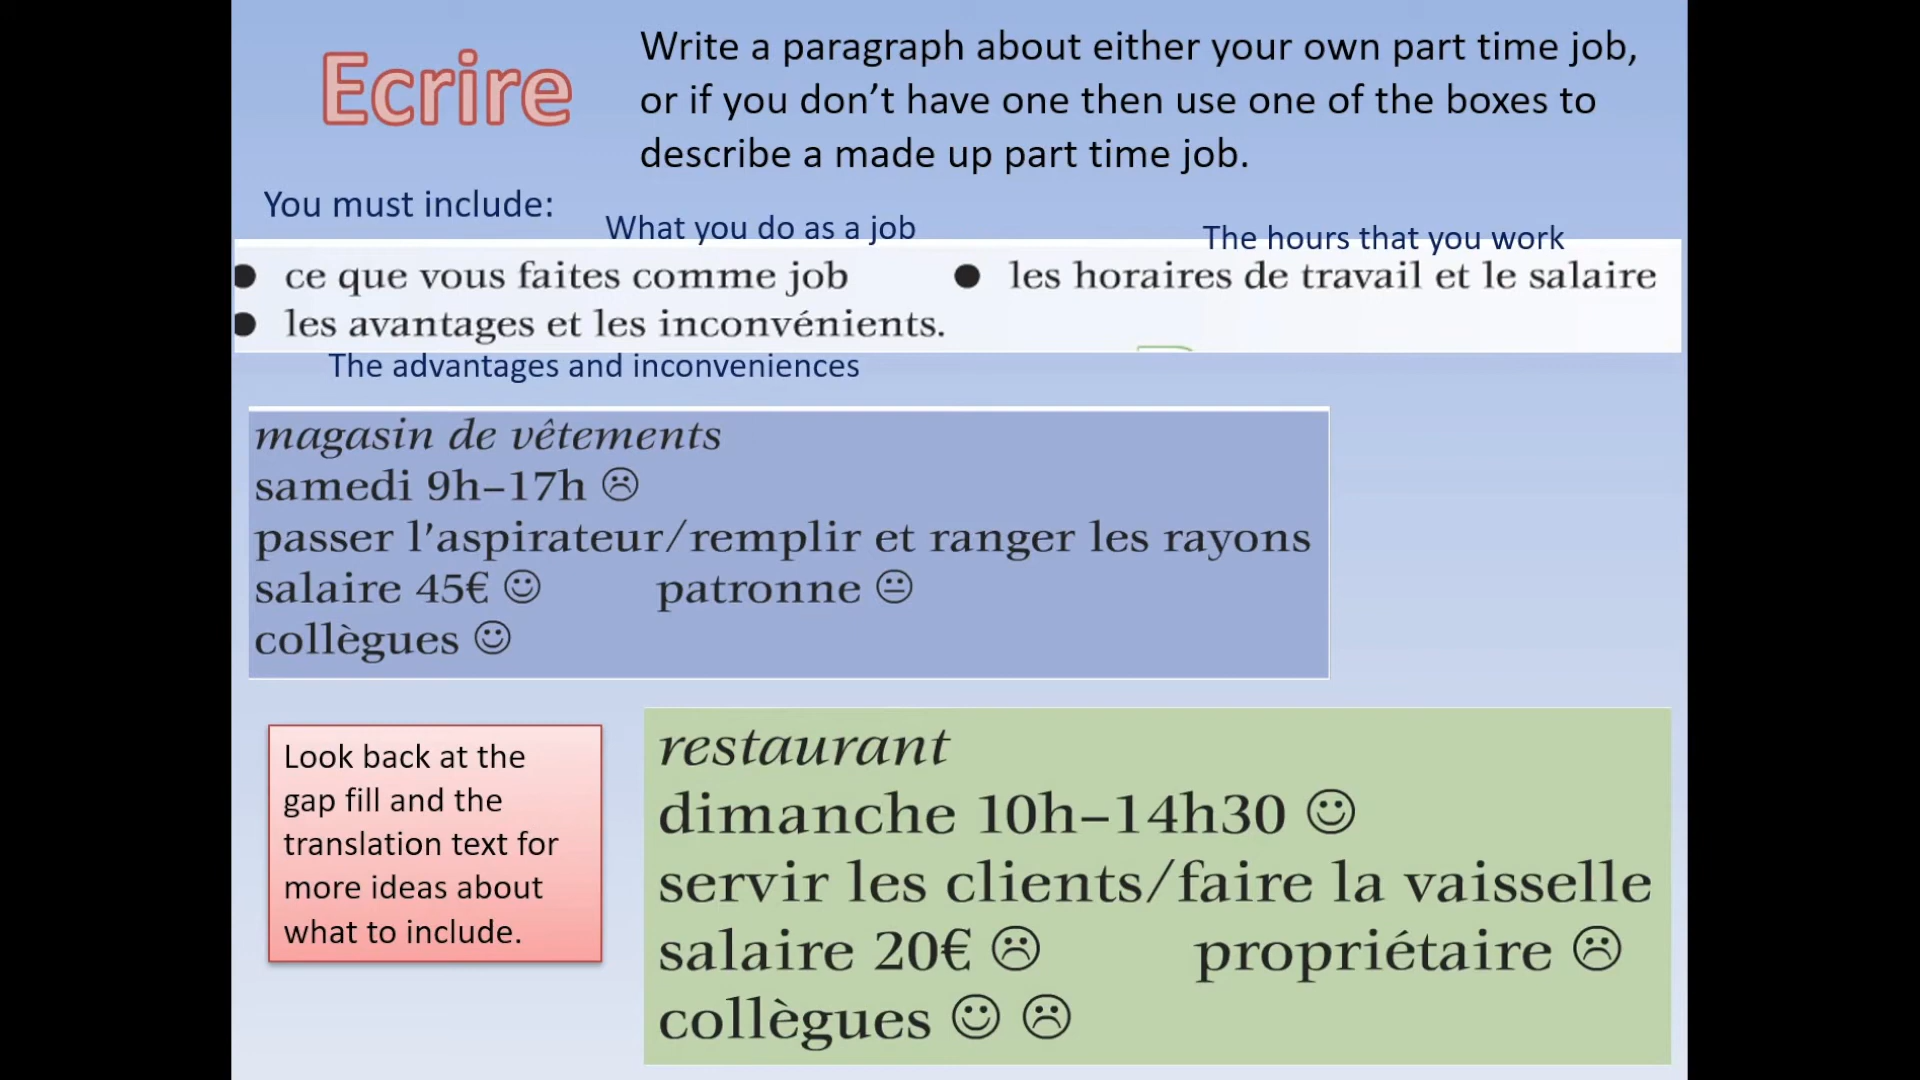 Ecrire
Write a paragraph about either your own part time job,
or if you don't have one then use one of the boxes to
describe a made up part time job.
You must include:
What you do as a job
The hours that you work
● ce que vous faites comme job
● les horaires de travail et le salaire
● les avantages et les inconvénients.
The advantages and inconveniences
magasin de vêtements
samedi 9h–17h ☹
passer l'aspirateur/remplir et ranger les rayons
salaire 45€ ☺ patronne 😐
collègues ☺
Look back at the
gap fill and the
translation text for
more ideas about
what to include.
restaurant
dimanche 10h–14h30 ☺
servir les clients/faire la vaisselle
salaire 20€ ☹ propriétaire ☹
collègues ☺ ☹